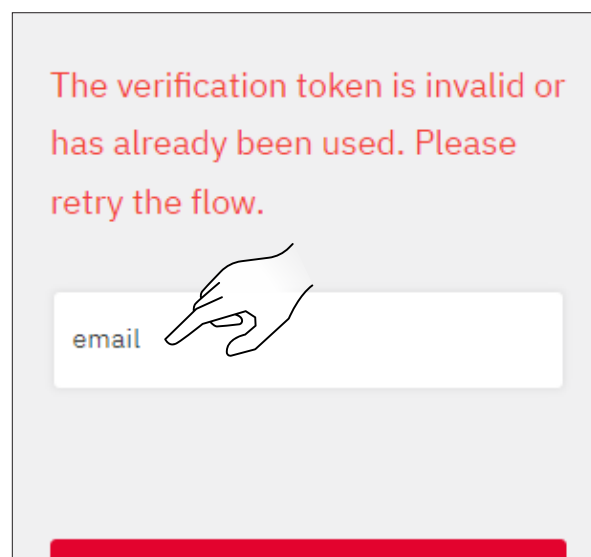 The verification token is invalid or
has already been used. Please
retry the flow.
email